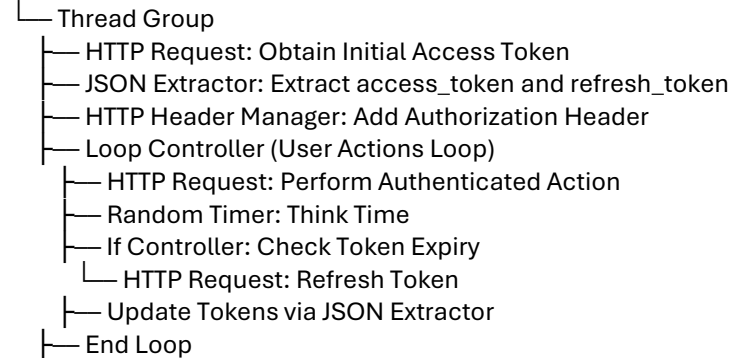 Thread Group
HTTP Request: Obtain Initial Access Token
JSON Extractor: Extract access_token and refresh_token
HTTP Header Manager: Add Authorization Header
Loop Controller (User Actions Loop)
HTTP Request: Perform Authenticated Action
Random Timer: Think Time
If Controller: Check Token Expiry
HTTP Request: Refresh Token
Update Tokens via JSON Extractor
End Loop